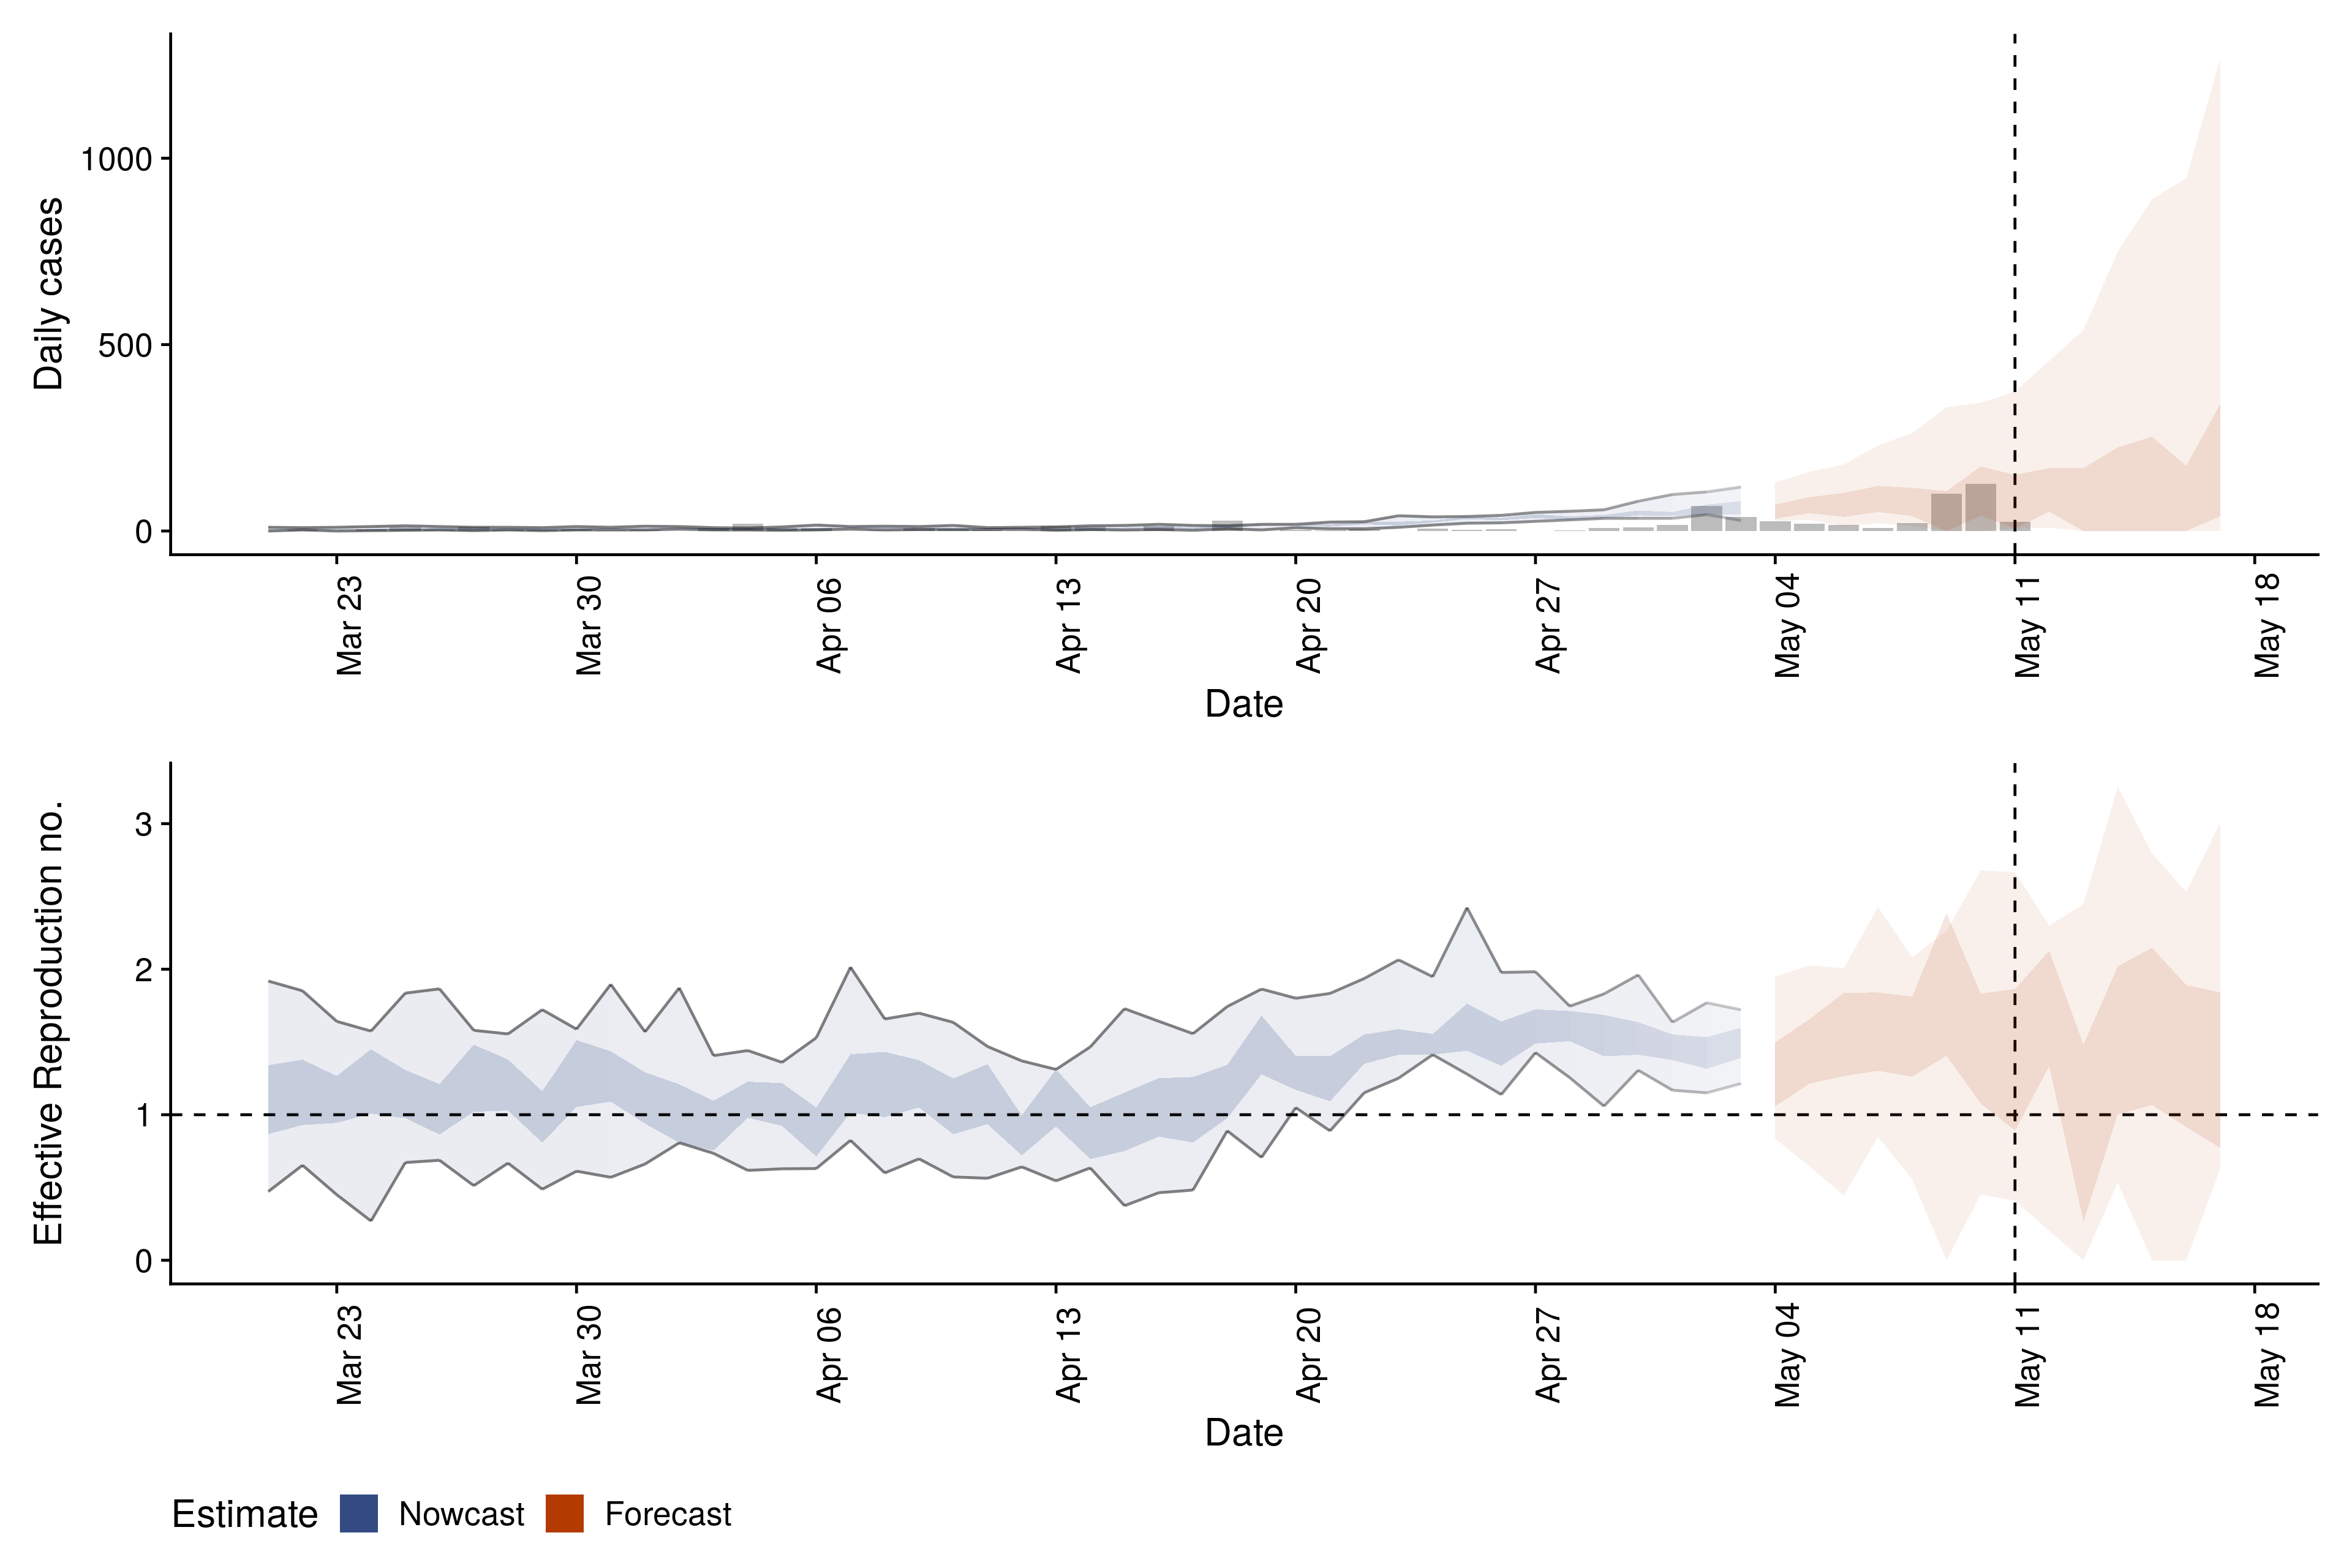 Daily cases
1000
500
0
Mar 23
Mar 30
Apr 06
Apr 13
Apr 20
Apr 27
May 04
May 11
May 18
Date
Effective Reproduction no.
3
2
1
0
Mar 23
Mar 30
Apr 06
Apr 13
Apr 20
Apr 27
May 04
May 11
May 18
Date
Estimate Nowcast Forecast